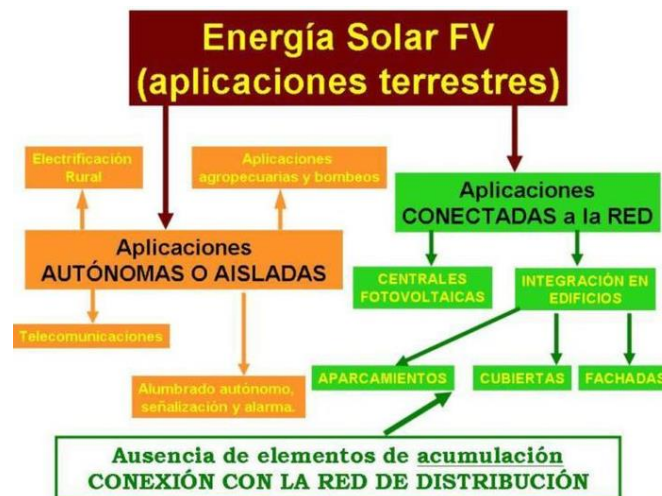 Energía Solar FV
(aplicaciones terrestres)
Electrificación
Rural
Aplicaciones
agropecuarias y bombeos
Aplicaciones
CONECTADAS a la RED
Aplicaciones
AUTÓNOMAS O AISLADAS
CENTRALES
FOTOVOLTAICAS
INTEGRACIÓN EN
EDIFICIOS
Telecomunicaciones
Alumbrado autónomo,
señalización y alarma.
APARCAMIENTOS
CUBIERTAS
FACHADAS
Ausencia de elementos de acumulación
CONEXIÓN CON LA RED DE DISTRIBUCIÓN